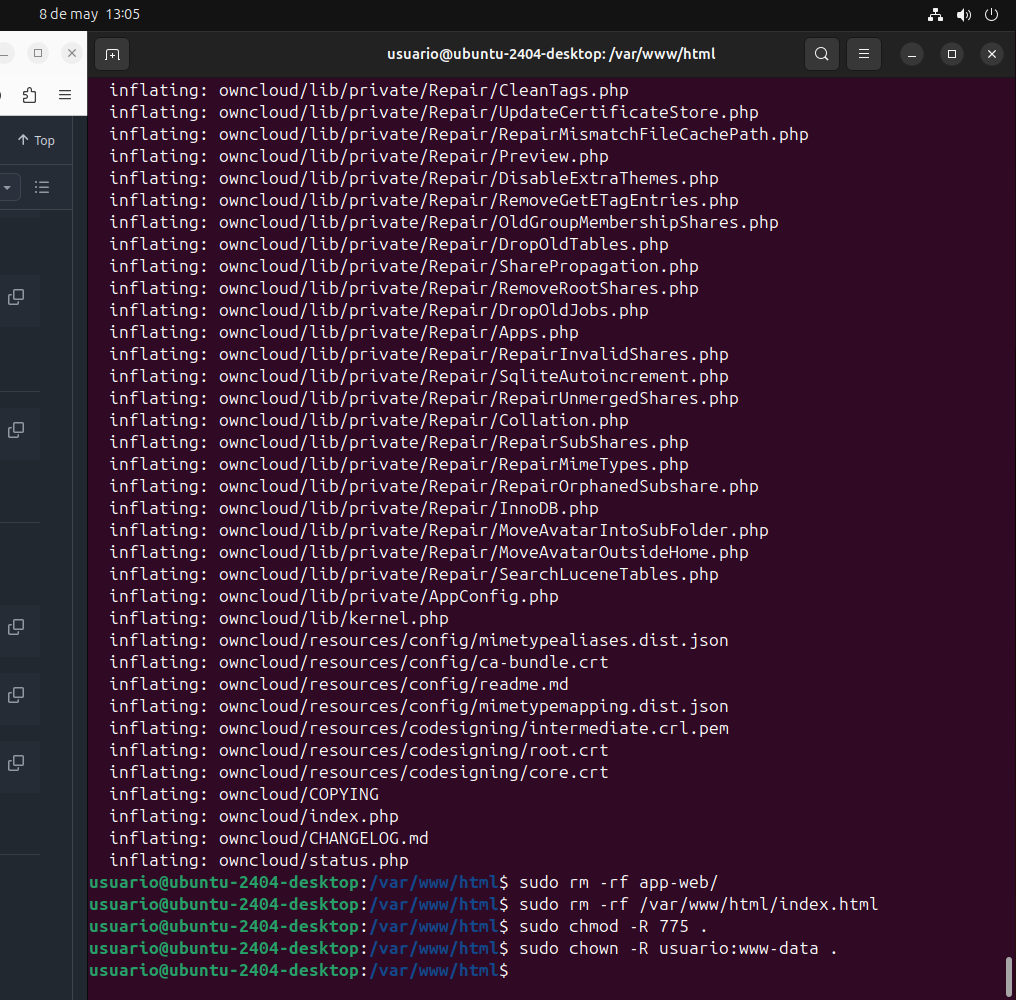 8 de may 13:05
usuario@ubuntu-2404-desktop: /var/www/html
Top
inflating: owncloud/lib/private/Repair/CleanTags.php
inflating: owncloud/lib/private/Repair/UpdateCertificateStore.php
inflating: owncloud/lib/private/Repair/RepairMismatchFileCachePath.php
inflating: owncloud/lib/private/Repair/Preview.php
inflating: owncloud/lib/private/Repair/DisableExtraThemes.php
inflating: owncloud/lib/private/Repair/RemoveGetETagEntries.php
inflating: owncloud/lib/private/Repair/OldGroupMembershipShares.php
inflating: owncloud/lib/private/Repair/DropOldTables.php
inflating: owncloud/lib/private/Repair/SharePropagation.php
inflating: owncloud/lib/private/Repair/RemoveRootShares.php
inflating: owncloud/lib/private/Repair/DropOldJobs.php
inflating: owncloud/lib/private/Repair/Apps.php
inflating: owncloud/lib/private/Repair/RepairInvalidShares.php
inflating: owncloud/lib/private/Repair/SqliteAutoincrement.php
inflating: owncloud/lib/private/Repair/RepairUnmergedShares.php
inflating: owncloud/lib/private/Repair/Collation.php
inflating: owncloud/lib/private/Repair/RepairSubShares.php
inflating: owncloud/lib/private/Repair/RepairMimeTypes.php
inflating: owncloud/lib/private/Repair/RepairOrphanedSubshare.php
inflating: owncloud/lib/private/Repair/InnoDB.php
inflating: owncloud/lib/private/Repair/MoveAvatarIntoSubFolder.php
inflating: owncloud/lib/private/Repair/MoveAvatarOutsideHome.php
inflating: owncloud/lib/private/Repair/SearchLuceneTables.php
inflating: owncloud/lib/private/AppConfig.php
inflating: owncloud/lib/kernel.php
inflating: owncloud/resources/config/mimetypealiases.dist.json
inflating: owncloud/resources/config/ca-bundle.crt
inflating: owncloud/resources/config/readme.md
inflating: owncloud/resources/config/mimetypemapping.dist.json
inflating: owncloud/resources/codesigning/intermediate.crl.pem
inflating: owncloud/resources/codesigning/root.crt
inflating: owncloud/resources/codesigning/core.crt
inflating: owncloud/COPYING
inflating: owncloud/index.php
inflating: owncloud/CHANGELOG.md
inflating: owncloud/status.php
usuario@ubuntu-2404-desktop:/var/www/html$ sudo rm -rf app-web/
usuario@ubuntu-2404-desktop:/var/www/html$ sudo rm -rf /var/www/html/index.html
usuario@ubuntu-2404-desktop:/var/www/html$ sudo chmod -R 775 .
usuario@ubuntu-2404-desktop:/var/www/html$ sudo chown -R usuario:www-data .
usuario@ubuntu-2404-desktop:/var/www/html$